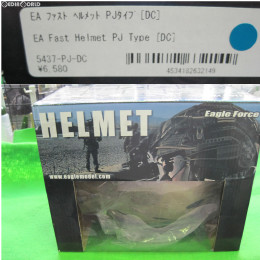 EA ファスト ヘルメット PJタイプ [DC]
EA Fast Helmet PJ Type [DC]
5437-PJ-DC
¥6,580
4534162632149
HELMET
Eagle Force
www.eaglemodel.com